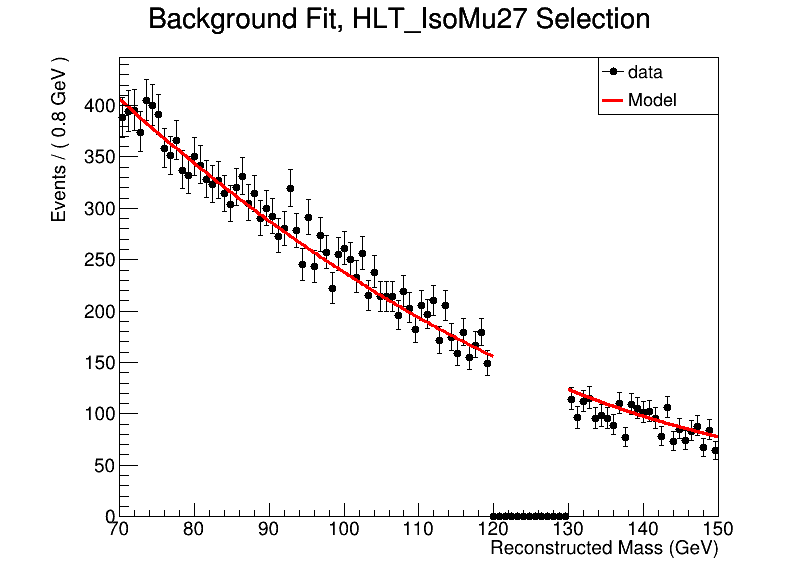 Background Fit, HLT_IsoMu27 Selection
Events / ( 0.8 GeV )
data
Model
400
350
300
250
200
150
100
50
0
70 80 90 100 110 120 130 140 150
Reconstructed Mass (GeV)